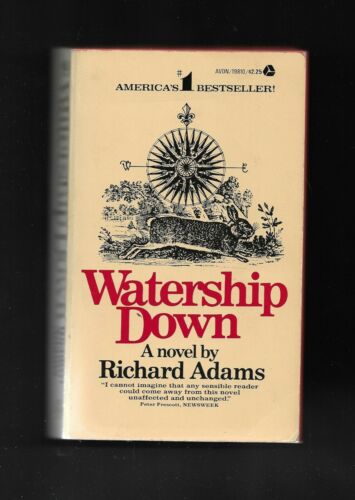 AVON/19810/$2.25
AMERICA'S #1 BESTSELLER!
Watership
Down
A novel by
Richard Adams
"I cannot imagine that any sensible reader
could come away from this novel
unaffected and unchanged."
Peter Prescott, NEWSWEEK